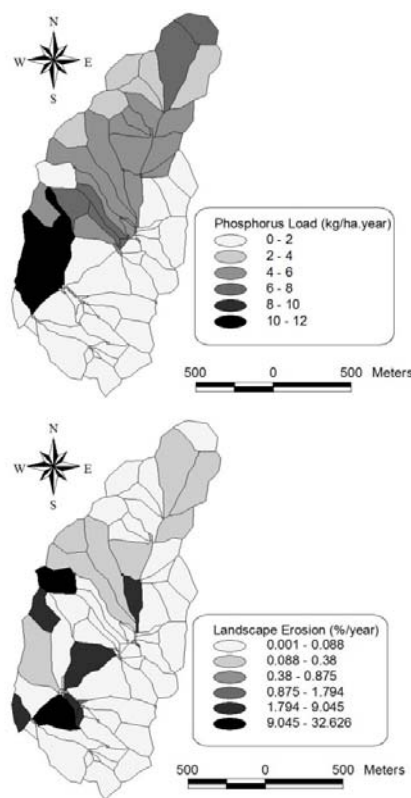 N
W E
S
Phosphorus Load (kg/ha,year)
0 - 2
2 - 4
4 - 6
6 - 8
8 - 10
10 - 12
500 0 500 Meters
N
W E
S
Landscape Erosion (%/year)
0.001 - 0.088
0.088 - 0.38
0.38 - 0.875
0.875 - 1.794
1.794 - 9.045
9.045 - 32.626
500 0 500 Meters